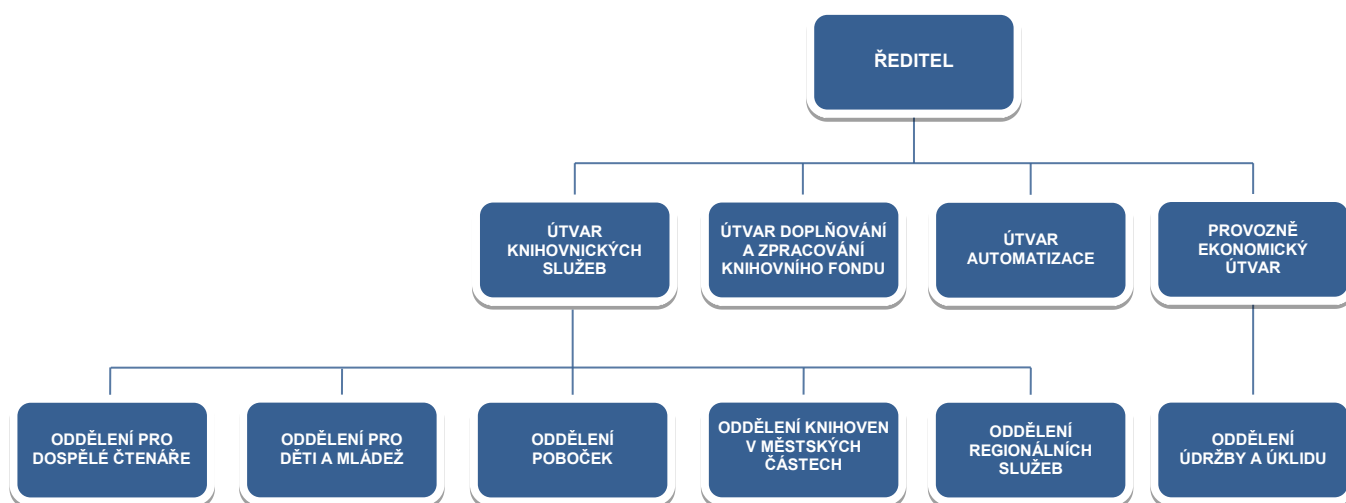 ŘEDITEL
ÚTVAR
KNIHOVNICKÝCH
SLUŽEB
ÚTVAR DOPLŇOVÁNÍ
A ZPRACOVÁNÍ
KNIHOVNÍHO FONDU
ÚTVAR
AUTOMATIZACE
PROVOZNĚ
EKONOMICKÝ
ÚTVAR
ODDĚLENÍ PRO
DOSPĚLÉ ČTENÁŘE
ODDĚLENÍ PRO
DĚTI A MLÁDEŽ
ODDĚLENÍ
POBOČEK
ODDĚLENÍ KNIHOVEN
V MĚSTSKÝCH
ČÁSTECH
ODDĚLENÍ
REGIONÁLNÍCH
SLUŽEB
ODDĚLENÍ
ÚDRŽBY A ÚKLIDU